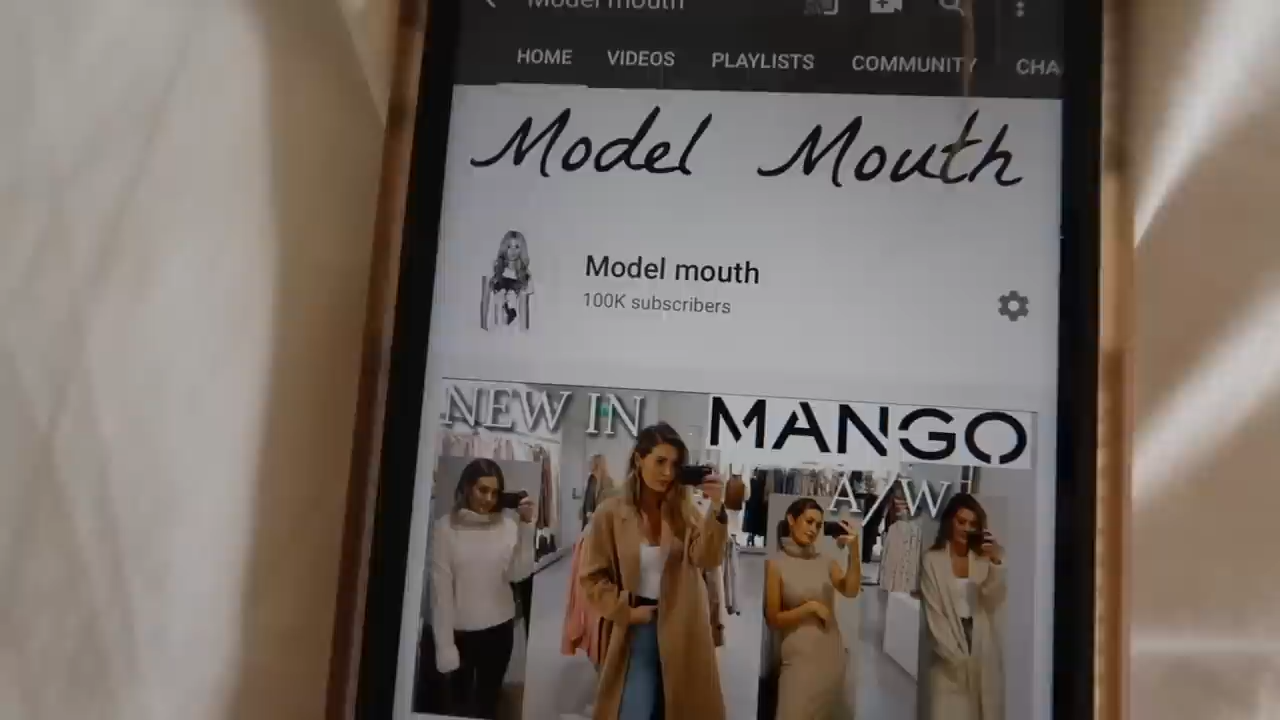 Model mouth
HOME VIDEOS PLAYLISTS COMMUNITY CHA
Model Mouth
Model mouth
100K subscribers
NEW IN MANGO
A/W